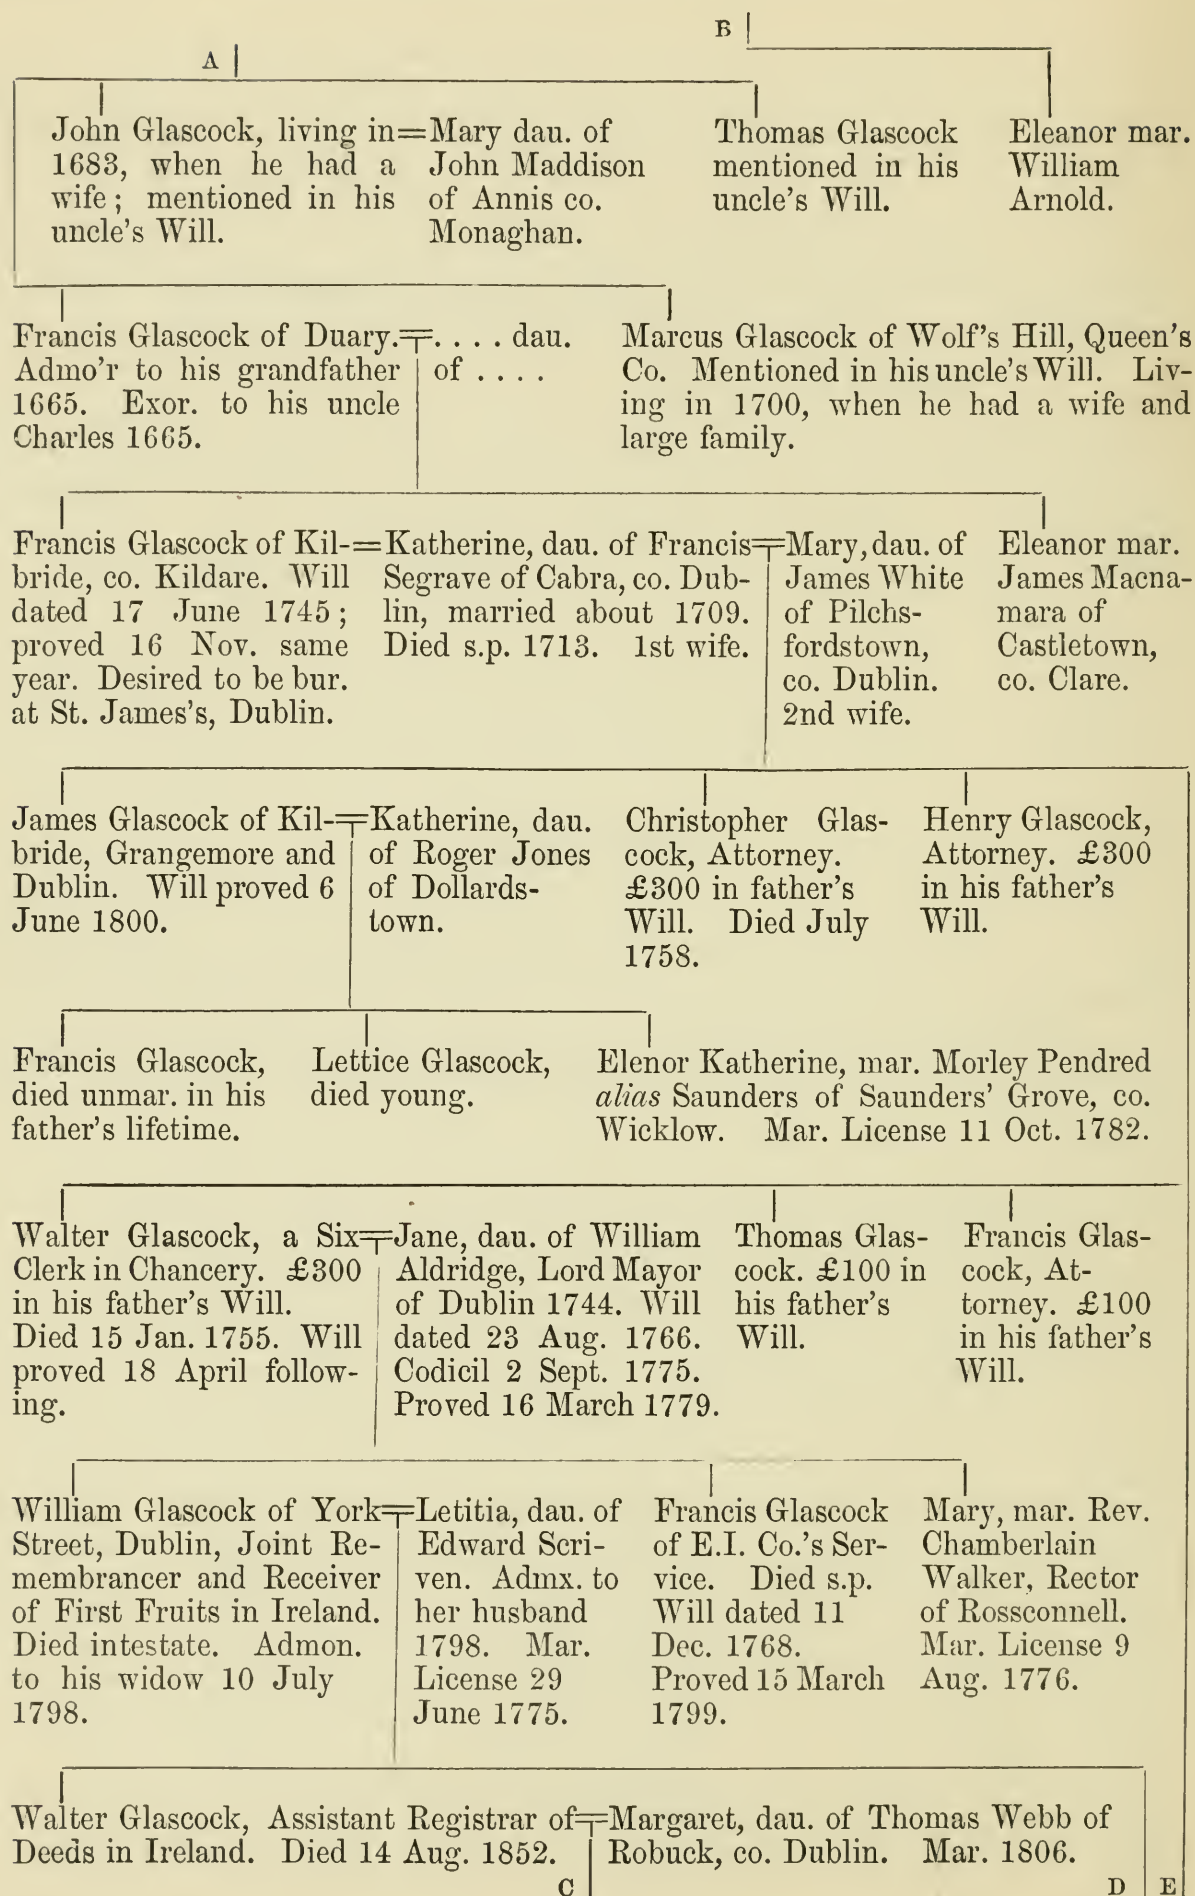 B
A
John Glascock, living in=Mary dau. of
1683, when he had a John Maddison
wife; mentioned in his of Annis co.
uncle's Will. Monaghan.
Thomas Glascock
mentioned in his
uncle's Will.
Eleanor mar.
William
Arnold.
Francis Glascock of Duary.=. . . . dau.
Admo'r to his grandfather of . . . .
1665. Exor. to his uncle
Charles 1665.
Marcus Glascock of Wolf's Hill, Queen's
Co. Mentioned in his uncle's Will. Liv-
ing in 1700, when he had a wife and
large family.
Francis Glascock of Kil-=Katherine, dau. of Francis=Mary, dau. of
bride, co. Kildare. Will Segrave of Cabra, co. Dub- James White
dated 17 June 1745; lin, married about 1709. of Pilchs-
proved 16 Nov. same Died s.p. 1713. 1st wife. fordstown,
year. Desired to be bur. co. Dublin.
at St. James's, Dublin. 2nd wife.
Eleanor mar.
James Macna-
mara of
Castletown,
co. Clare.
James Glascock of Kil-=Katherine, dau.
bride, Grangemore and of Roger Jones
Dublin. Will proved 6 of Dollards-
June 1800. town.
Christopher Glas-
cock, Attorney.
£300 in father's
Will. Died July
1758.
Henry Glascock,
Attorney. £300
in his father's
Will.
Francis Glascock,
died unmar. in his
father's lifetime.
Lettice Glascock,
died young.
Elenor Katherine, mar. Morley Pendred
alias Saunders of Saunders' Grove, co.
Wicklow. Mar. License 11 Oct. 1782.
Walter Glascock, a Six=Jane, dau. of William
Clerk in Chancery. £300 Aldridge, Lord Mayor
in his father's Will. of Dublin 1744. Will
Died 15 Jan. 1755. Will dated 23 Aug. 1766.
proved 18 April follow- Codicil 2 Sept. 1775.
ing. Proved 16 March 1779.
Thomas Glas-
cock. £100 in
his father's
Will.
Francis Glas-
cock, At-
torney. £100
in his father's
Will.
William Glascock of York=Letitia, dau. of
Street, Dublin, Joint Re- Edward Scri-
membrancer and Receiver ven. Admx. to
of First Fruits in Ireland. her husband
Died intestate. Admon. 1798. Mar.
to his widow 10 July License 29
1798. June 1775.
Francis Glascock
of E.I. Co.'s Ser-
vice. Died s.p.
Will dated 11
Dec. 1768.
Proved 15 March
1799.
Mary, mar. Rev.
Chamberlain
Walker, Rector
of Rossconnell.
Mar. License 9
Aug. 1776.
Walter Glascock, Assistant Registrar of=Margaret, dau. of Thomas Webb of
Deeds in Ireland. Died 14 Aug. 1852. Robuck, co. Dublin. Mar. 1806.
C D E